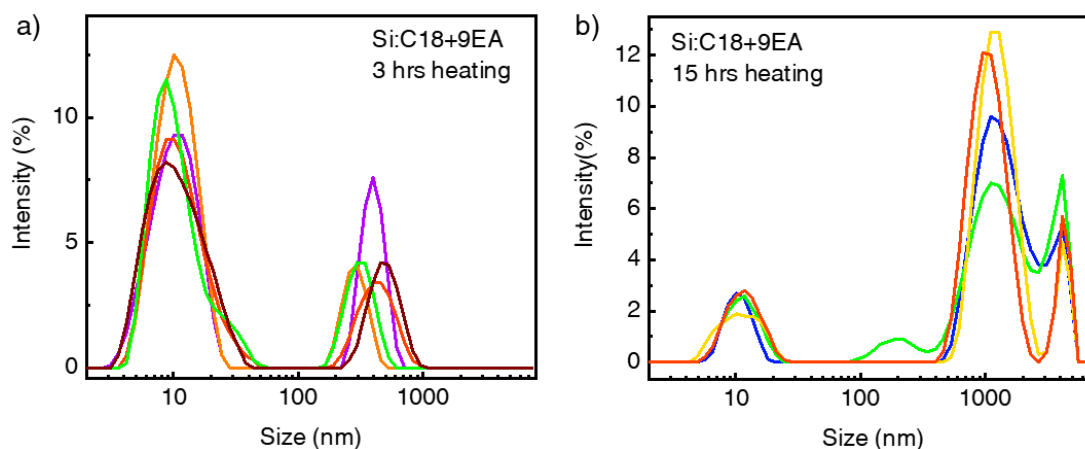 a)
Si:C18+9EA
3 hrs heating
10
5
0
Intensity (%)
10
100
1000
Size (nm)
b)
Si:C18+9EA
15 hrs heating
12
10
8
6
4
2
0
Intensity(%)
10
100
1000
Size (nm)